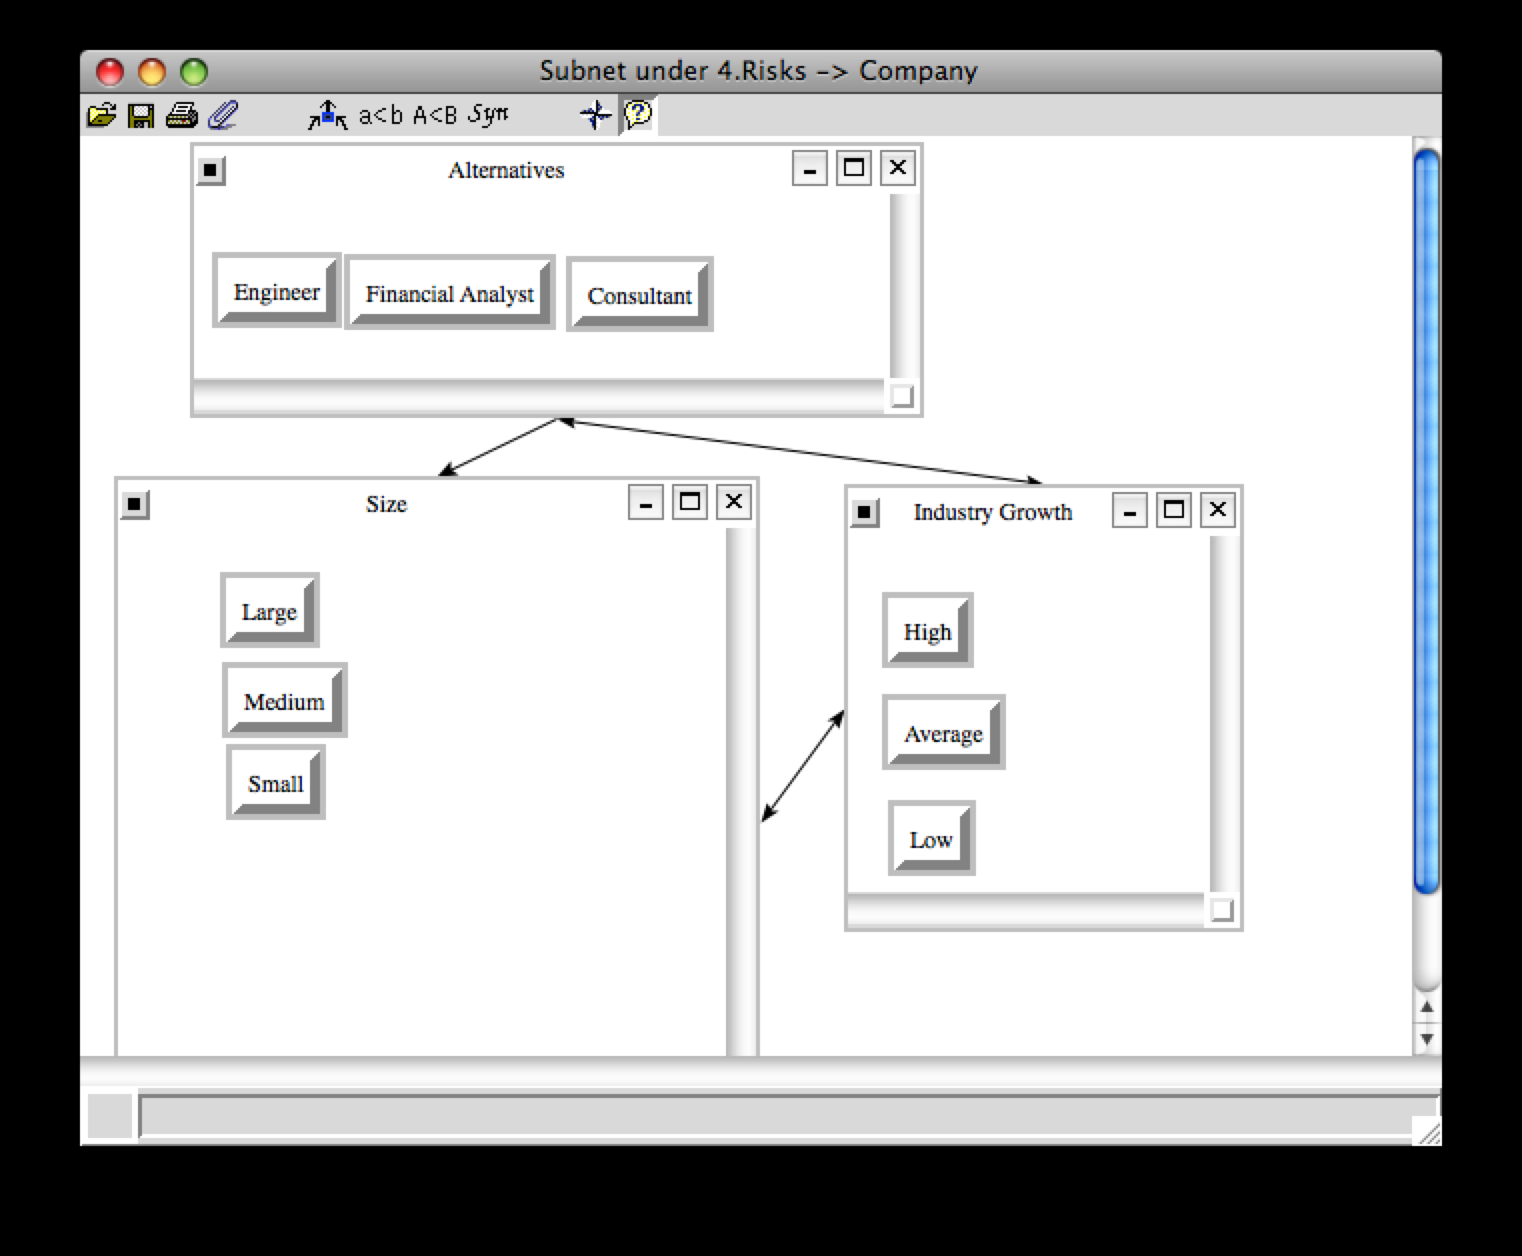 Subnet under 4.Risks -> Company
a<b A<B Syn
Alternatives
Engineer
Financial Analyst
Consultant
Size
Large
Medium
Small
Industry Growth
High
Average
Low